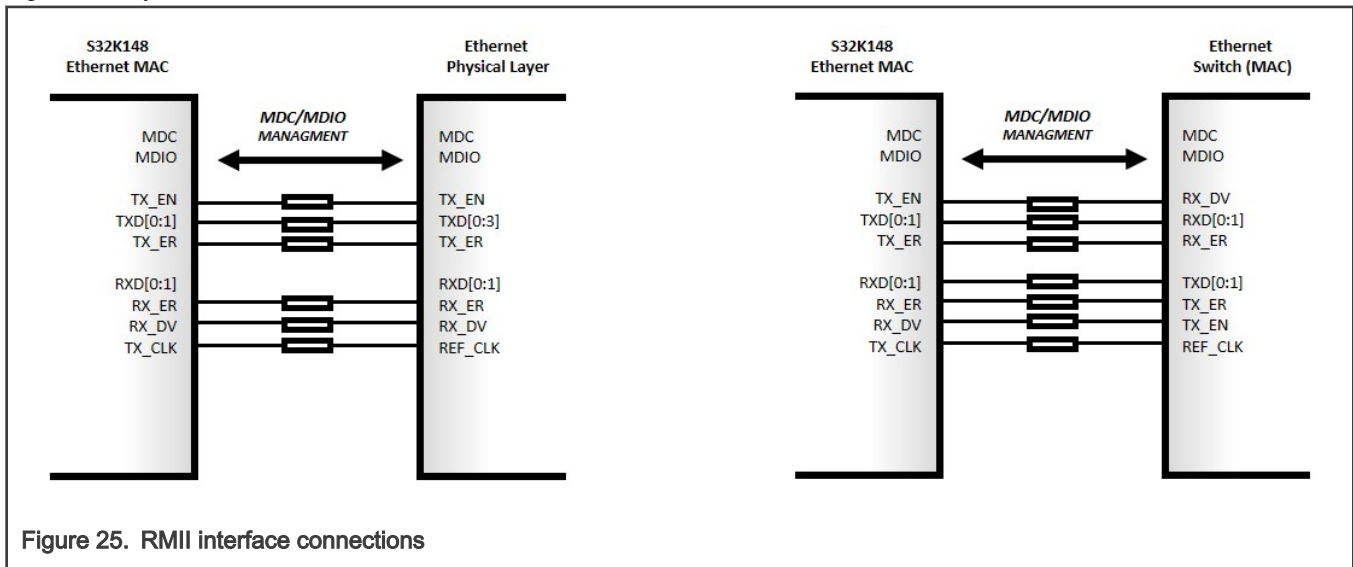 S32K148
Ethernet MAC
Ethernet
Physical Layer
MDC/MDIO
MANAGMENT
MDC
MDIO
TX_EN
TXD[0:1]
TX_ER
RXD[0:1]
RX_ER
RX_DV
TX_CLK
MDC
MDIO
TX_EN
TXD[0:3]
TX_ER
RXD[0:1]
RX_ER
RX_DV
REF_CLK
S32K148
Ethernet MAC
Ethernet
Switch (MAC)
MDC/MDIO
MANAGMENT
MDC
MDIO
TX_EN
TXD[0:1]
TX_ER
RXD[0:1]
RX_ER
RX_DV
TX_CLK
MDC
MDIO
RX_DV
RXD[0:1]
RX_ER
TXD[0:1]
TX_ER
TX_EN
REF_CLK
Figure 25. RMII interface connections